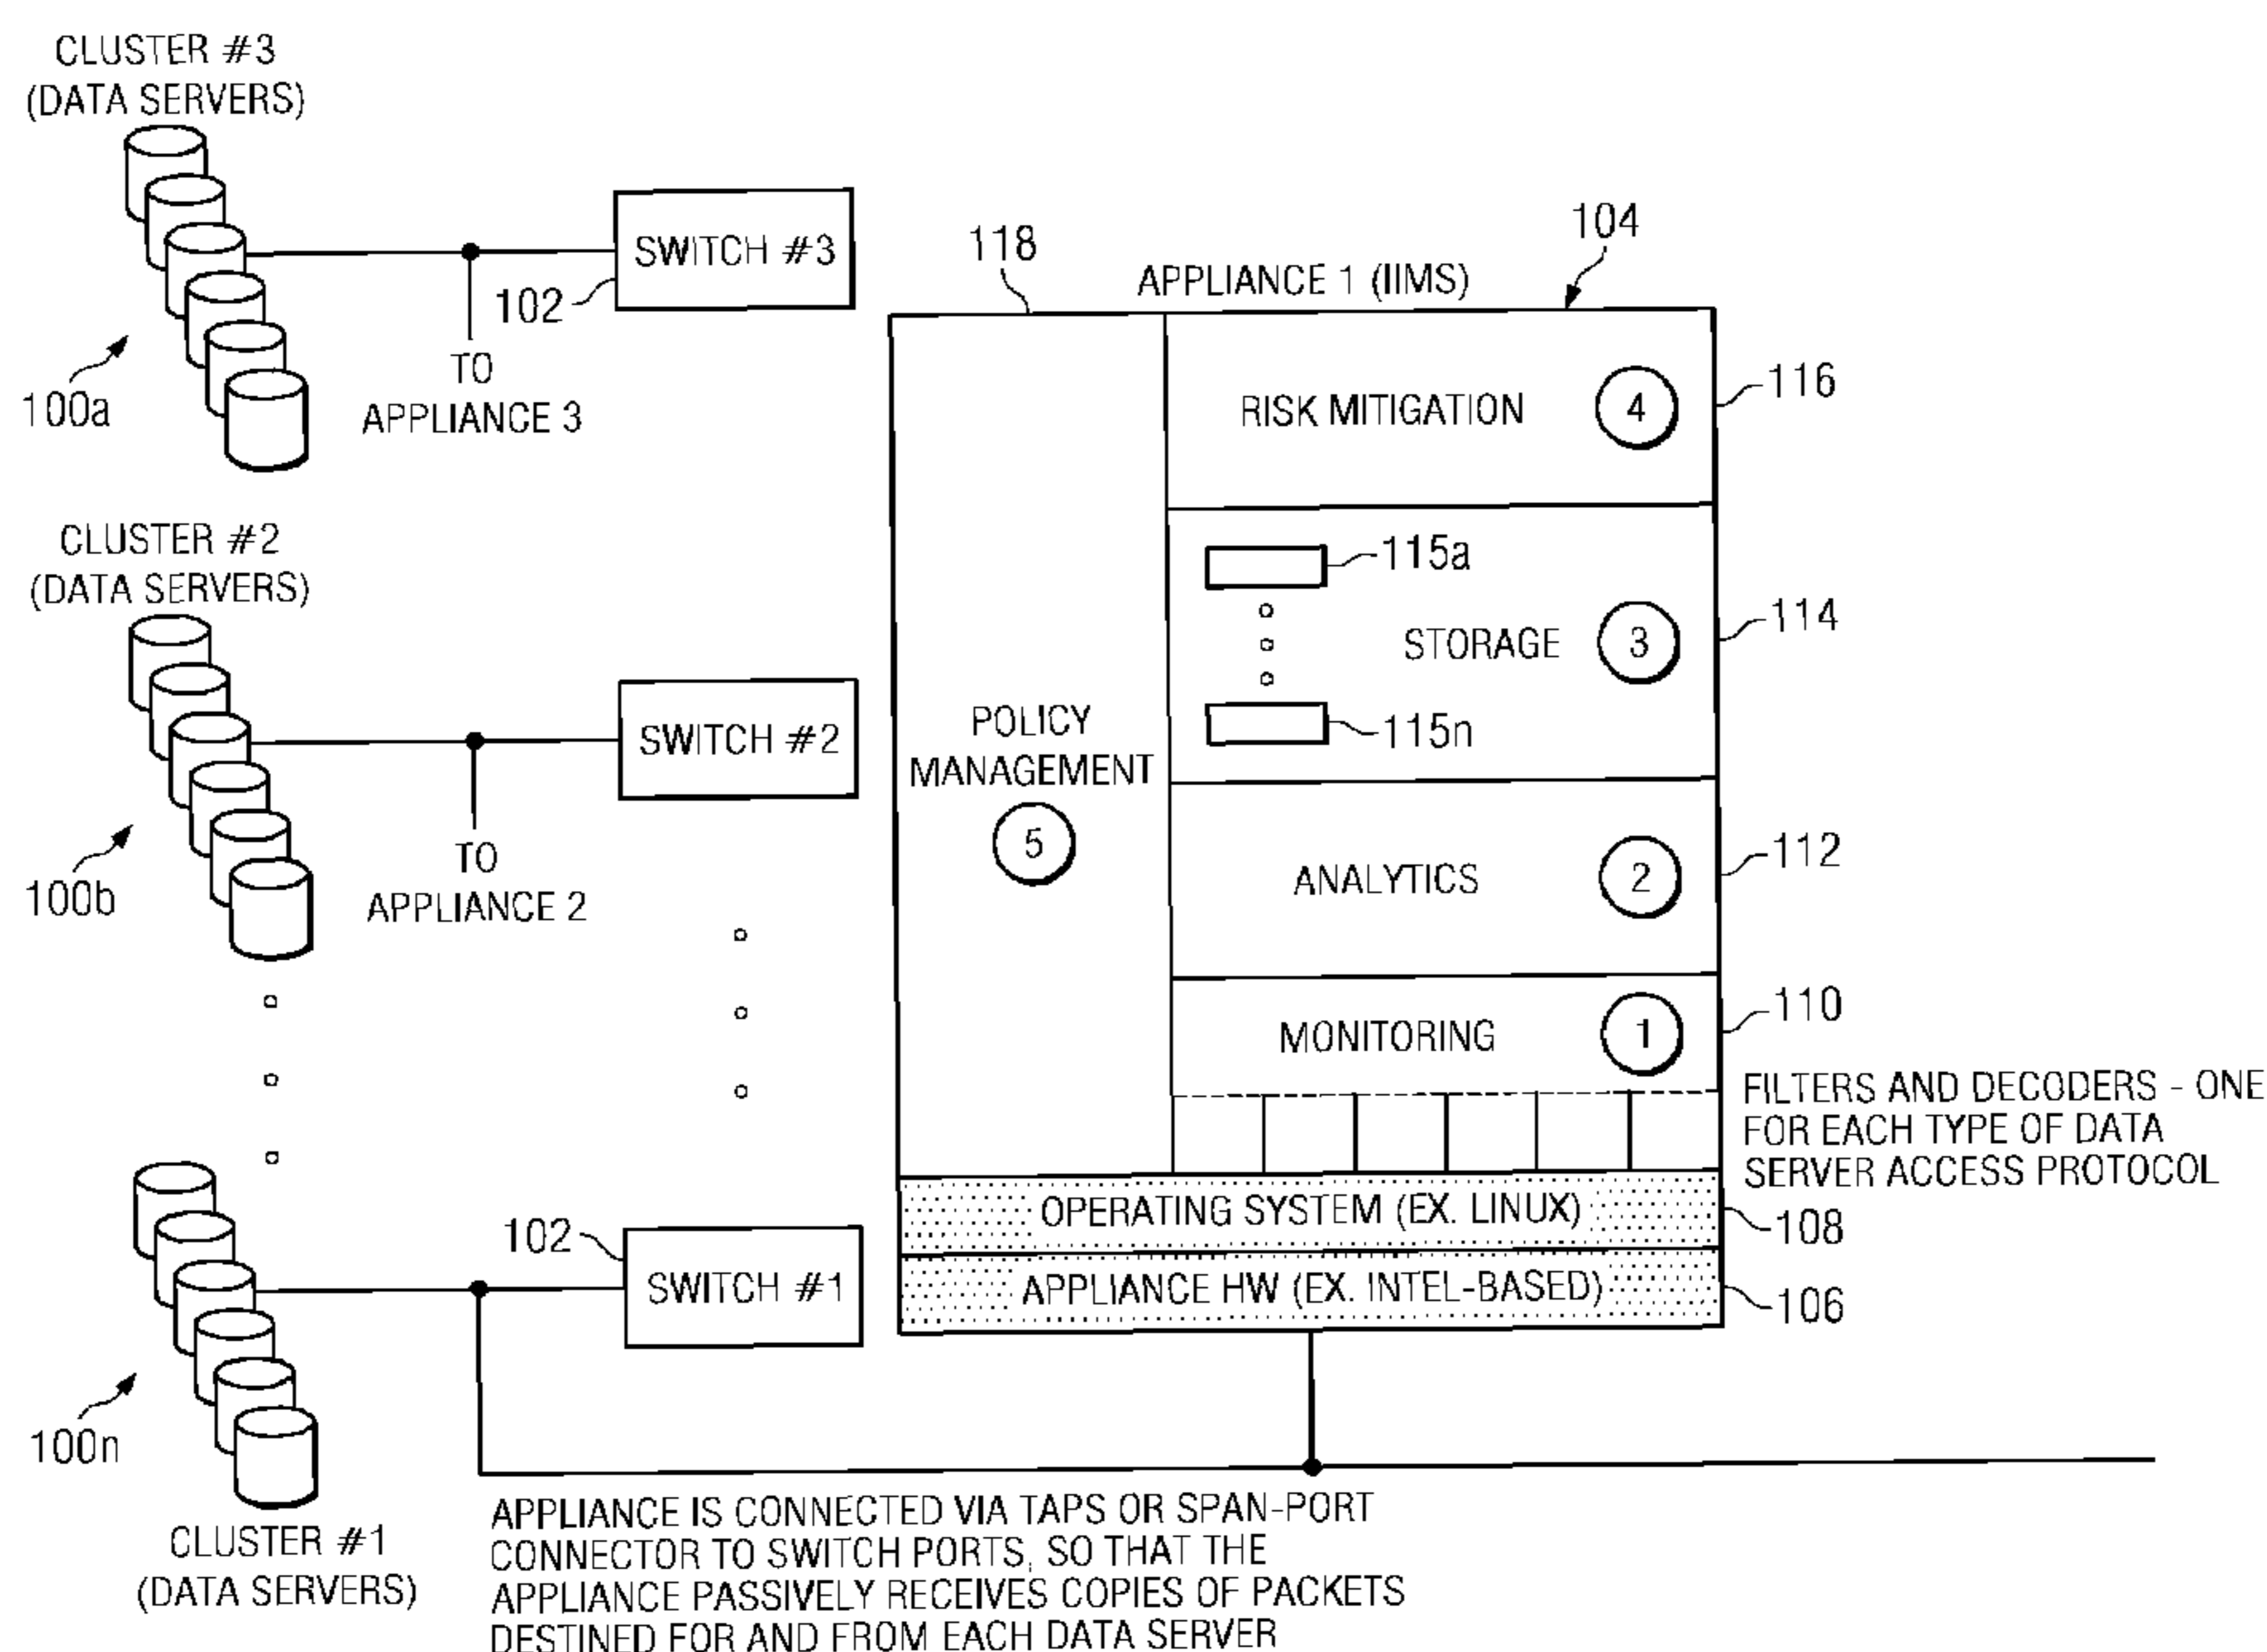 CLUSTER #3
(DATA SERVERS)
100a
TO
APPLIANCE 3
SWITCH #3
102
CLUSTER #2
(DATA SERVERS)
100b
TO
APPLIANCE 2
SWITCH #2
100n
CLUSTER #1
(DATA SERVERS)
102
SWITCH #1
118
APPLIANCE 1 (IIMS)
104
POLICY
MANAGEMENT
5
RISK MITIGATION
4
116
115a
STORAGE
3
114
115n
ANALYTICS
2
112
MONITORING
1
110
FILTERS AND DECODERS - ONE
FOR EACH TYPE OF DATA
SERVER ACCESS PROTOCOL
OPERATING SYSTEM (EX. LINUX)
108
APPLIANCE HW (EX. INTEL-BASED)
106
APPLIANCE IS CONNECTED VIA TAPS OR SPAN-PORT
CONNECTOR TO SWITCH PORTS, SO THAT THE
APPLIANCE PASSIVELY RECEIVES COPIES OF PACKETS
DESTINED FOR AND FROM EACH DATA SERVER